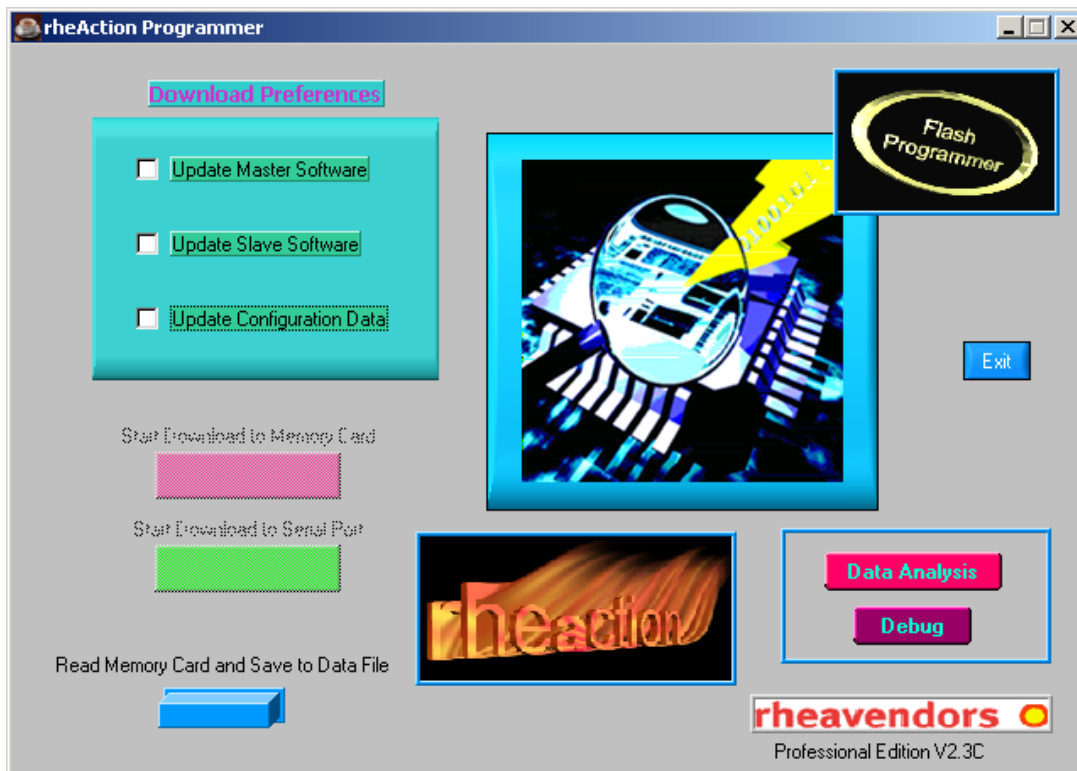 rheAction Programmer
Download Preferences
Update Master Software
Update Slave Software
Update Configuration Data
Flash
Programmer
010010101
Exit
Start Download to Memory Card
Start Download to Serial Port
rheaction
Data Analysis
Debug
Read Memory Card and Save to Data File
rheavendors
Professional Edition V2.3C